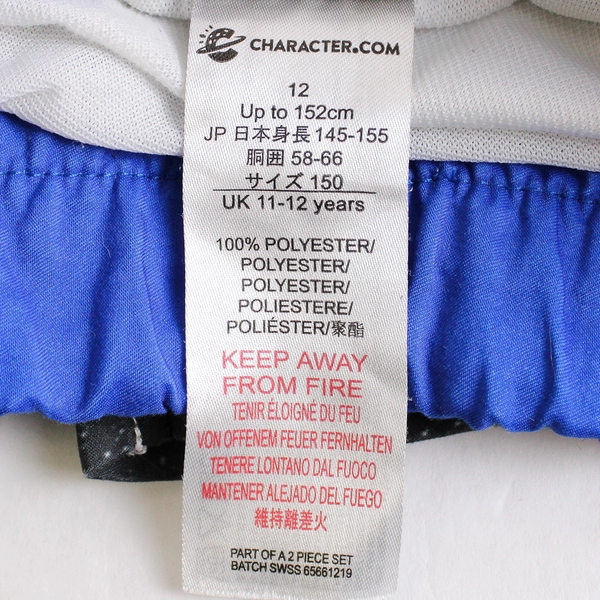 CHARACTER.COM
12
Up to 152cm
JP 日本身長 145-155
胴囲 58-66
サイズ 150
UK 11-12 years
100% POLYESTER/
POLYESTER/
POLYESTER/
POLIESTERE/
POLIÉSTER/聚酯
KEEP AWAY
FROM FIRE
TENIR ÉLOIGNÉ DU FEU
VON OFFENEM FEUER FERNHALTEN
TENERE LONTANO DAL FUOCO
MANTENER ALEJADO DEL FUEGO
維持離差火
PART OF A 2 PIECE SET
BATCH SWSS 65661219